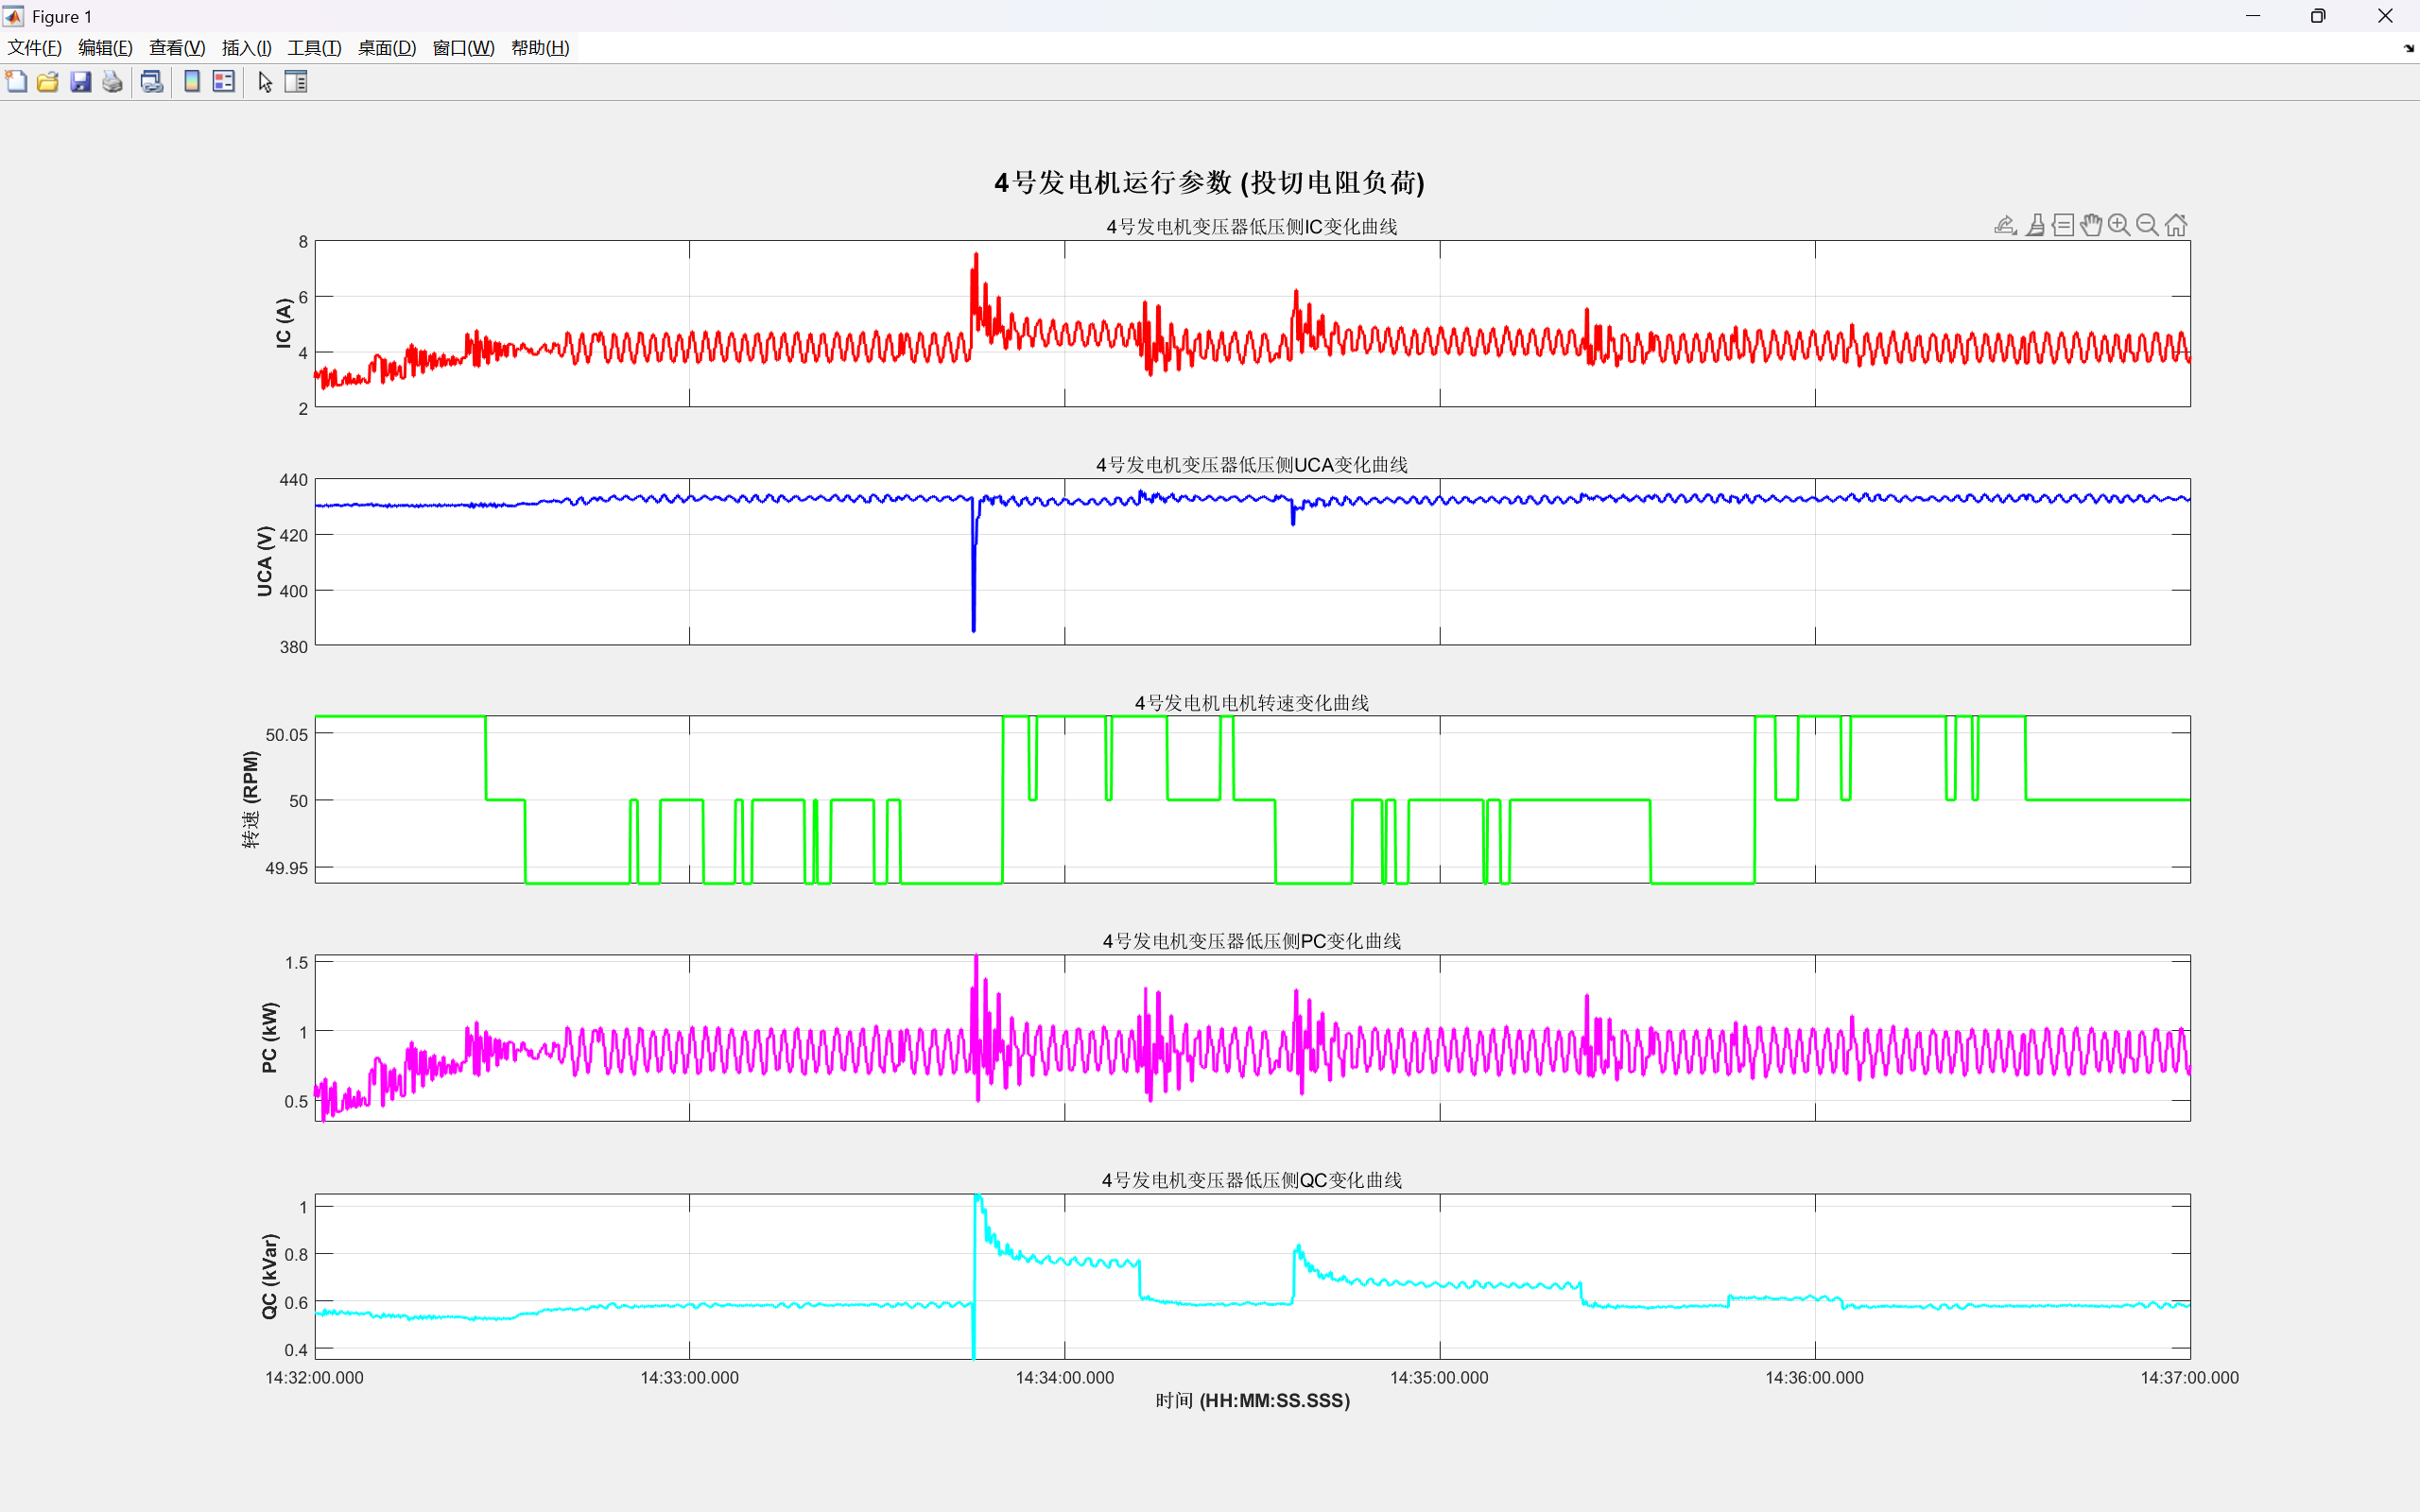 Figure 1
文件(F) 编辑(E) 查看(V) 插入(I) 工具(T) 桌面(D) 窗口(W) 帮助(H)
4号发电机运行参数 (投切电阻负荷)
4号发电机变压器低压侧IC变化曲线
IC (A)
8
6
4
2
4号发电机变压器低压侧UCA变化曲线
UCA (V)
440
420
400
380
4号发电机电机转速变化曲线
转速 (RPM)
50.05
50
49.95
4号发电机变压器低压侧PC变化曲线
PC (kW)
1.5
1
0.5
4号发电机变压器低压侧QC变化曲线
QC (kVar)
1
0.8
0.6
0.4
14:32:00.000 14:33:00.000 14:34:00.000 14:35:00.000 14:36:00.000 14:37:00.000
时间 (HH:MM:SS.SSS)